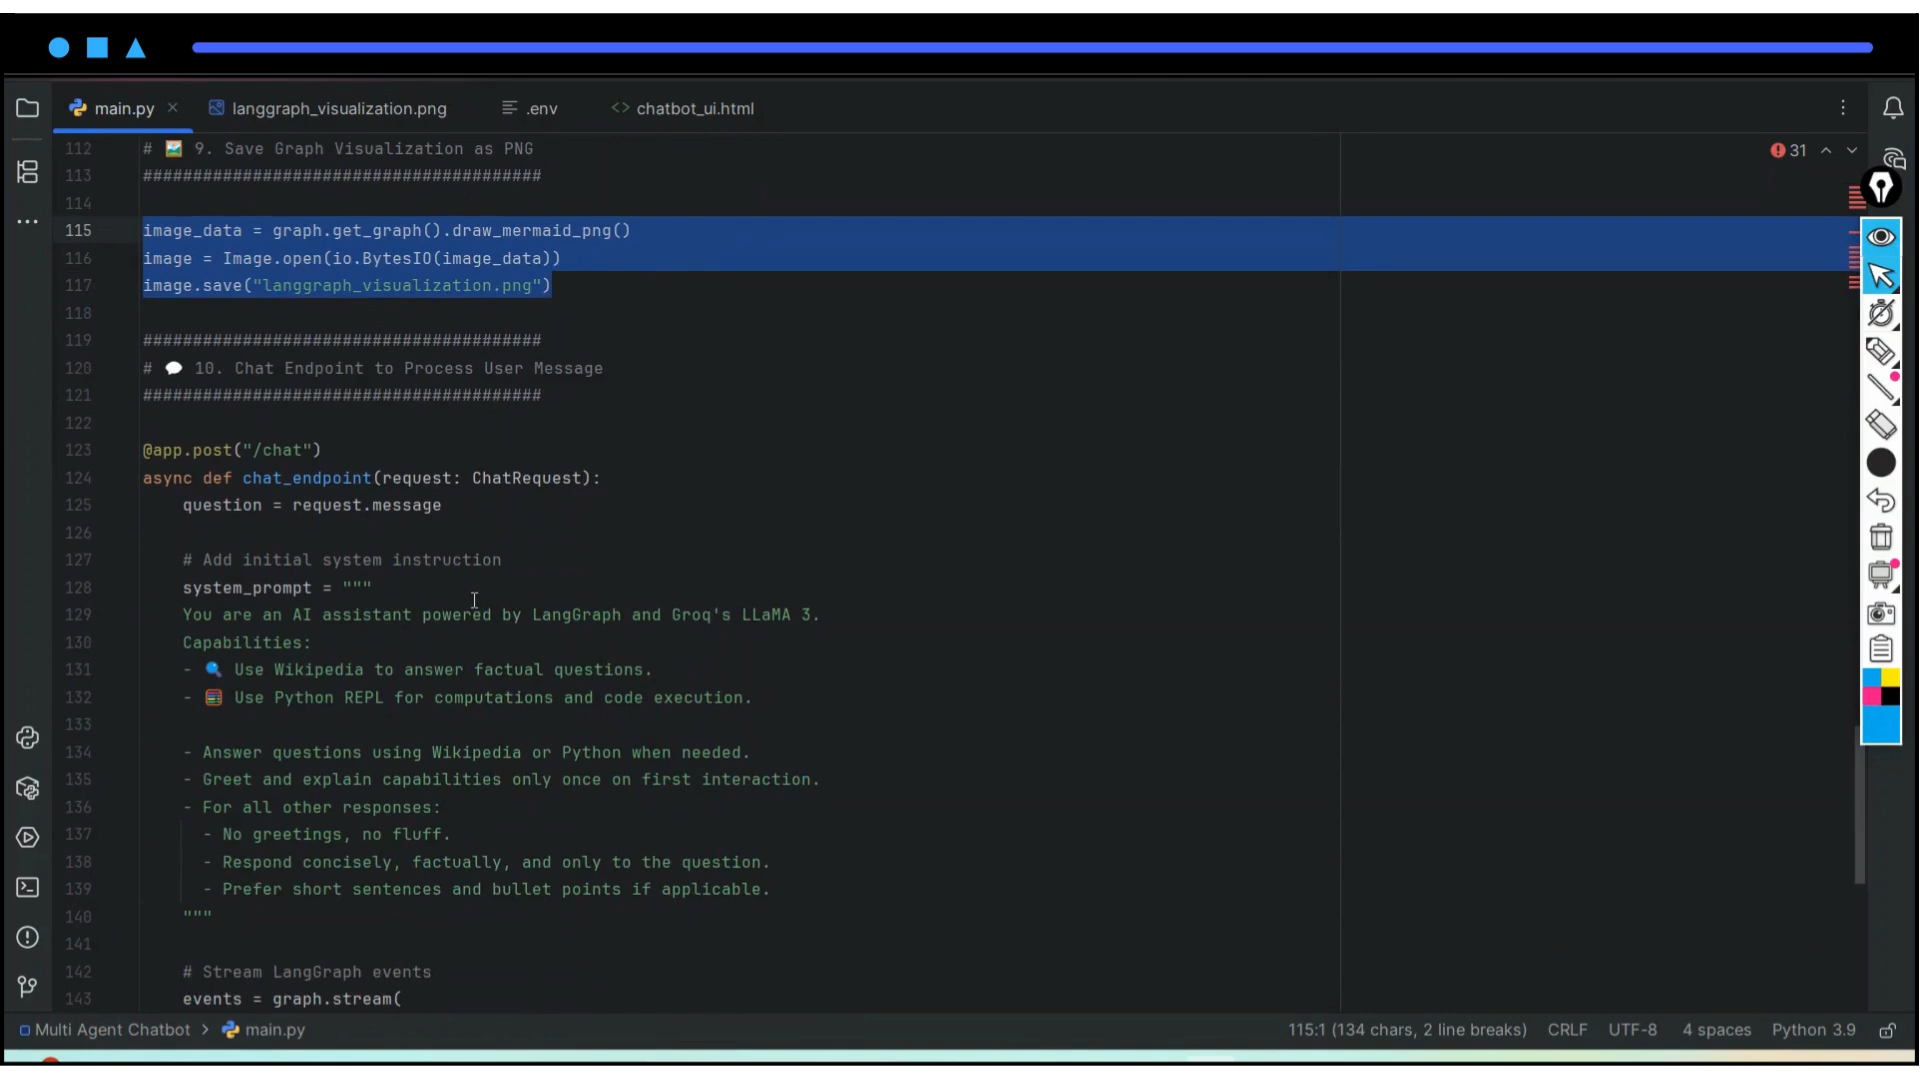 main.py
langgraph_visualization.png
.env
<> chatbot_ui.html
31
112 # 9. Save Graph Visualization as PNG
113 ########################################
114
115 image_data = graph.get_graph().draw_mermaid_png()
116 image = Image.open(io.BytesIO(image_data))
117 image.save("langgraph_visualization.png")
118
119 ########################################
120 # 💬 10. Chat Endpoint to Process User Message
121 ########################################
122
123 @app.post("/chat")
124 async def chat_endpoint(request: ChatRequest):
125 question = request.message
126
127 # Add initial system instruction
128 system_prompt = """
129 You are an AI assistant powered by LangGraph and Groq's LLaMA 3.
130 Capabilities:
131 - 🔍 Use Wikipedia to answer factual questions.
132 - 🧮 Use Python REPL for computations and code execution.
133
134 - Answer questions using Wikipedia or Python when needed.
135 - Greet and explain capabilities only once on first interaction.
136 - For all other responses:
137 - No greetings, no fluff.
138 - Respond concisely, factually, and only to the question.
139 - Prefer short sentences and bullet points if applicable.
140 """
141
142 # Stream LangGraph events
143 events = graph.stream(
Multi Agent Chatbot > main.py
115:1 (134 chars, 2 line breaks) CRLF UTF-8 4 spaces Python 3.9